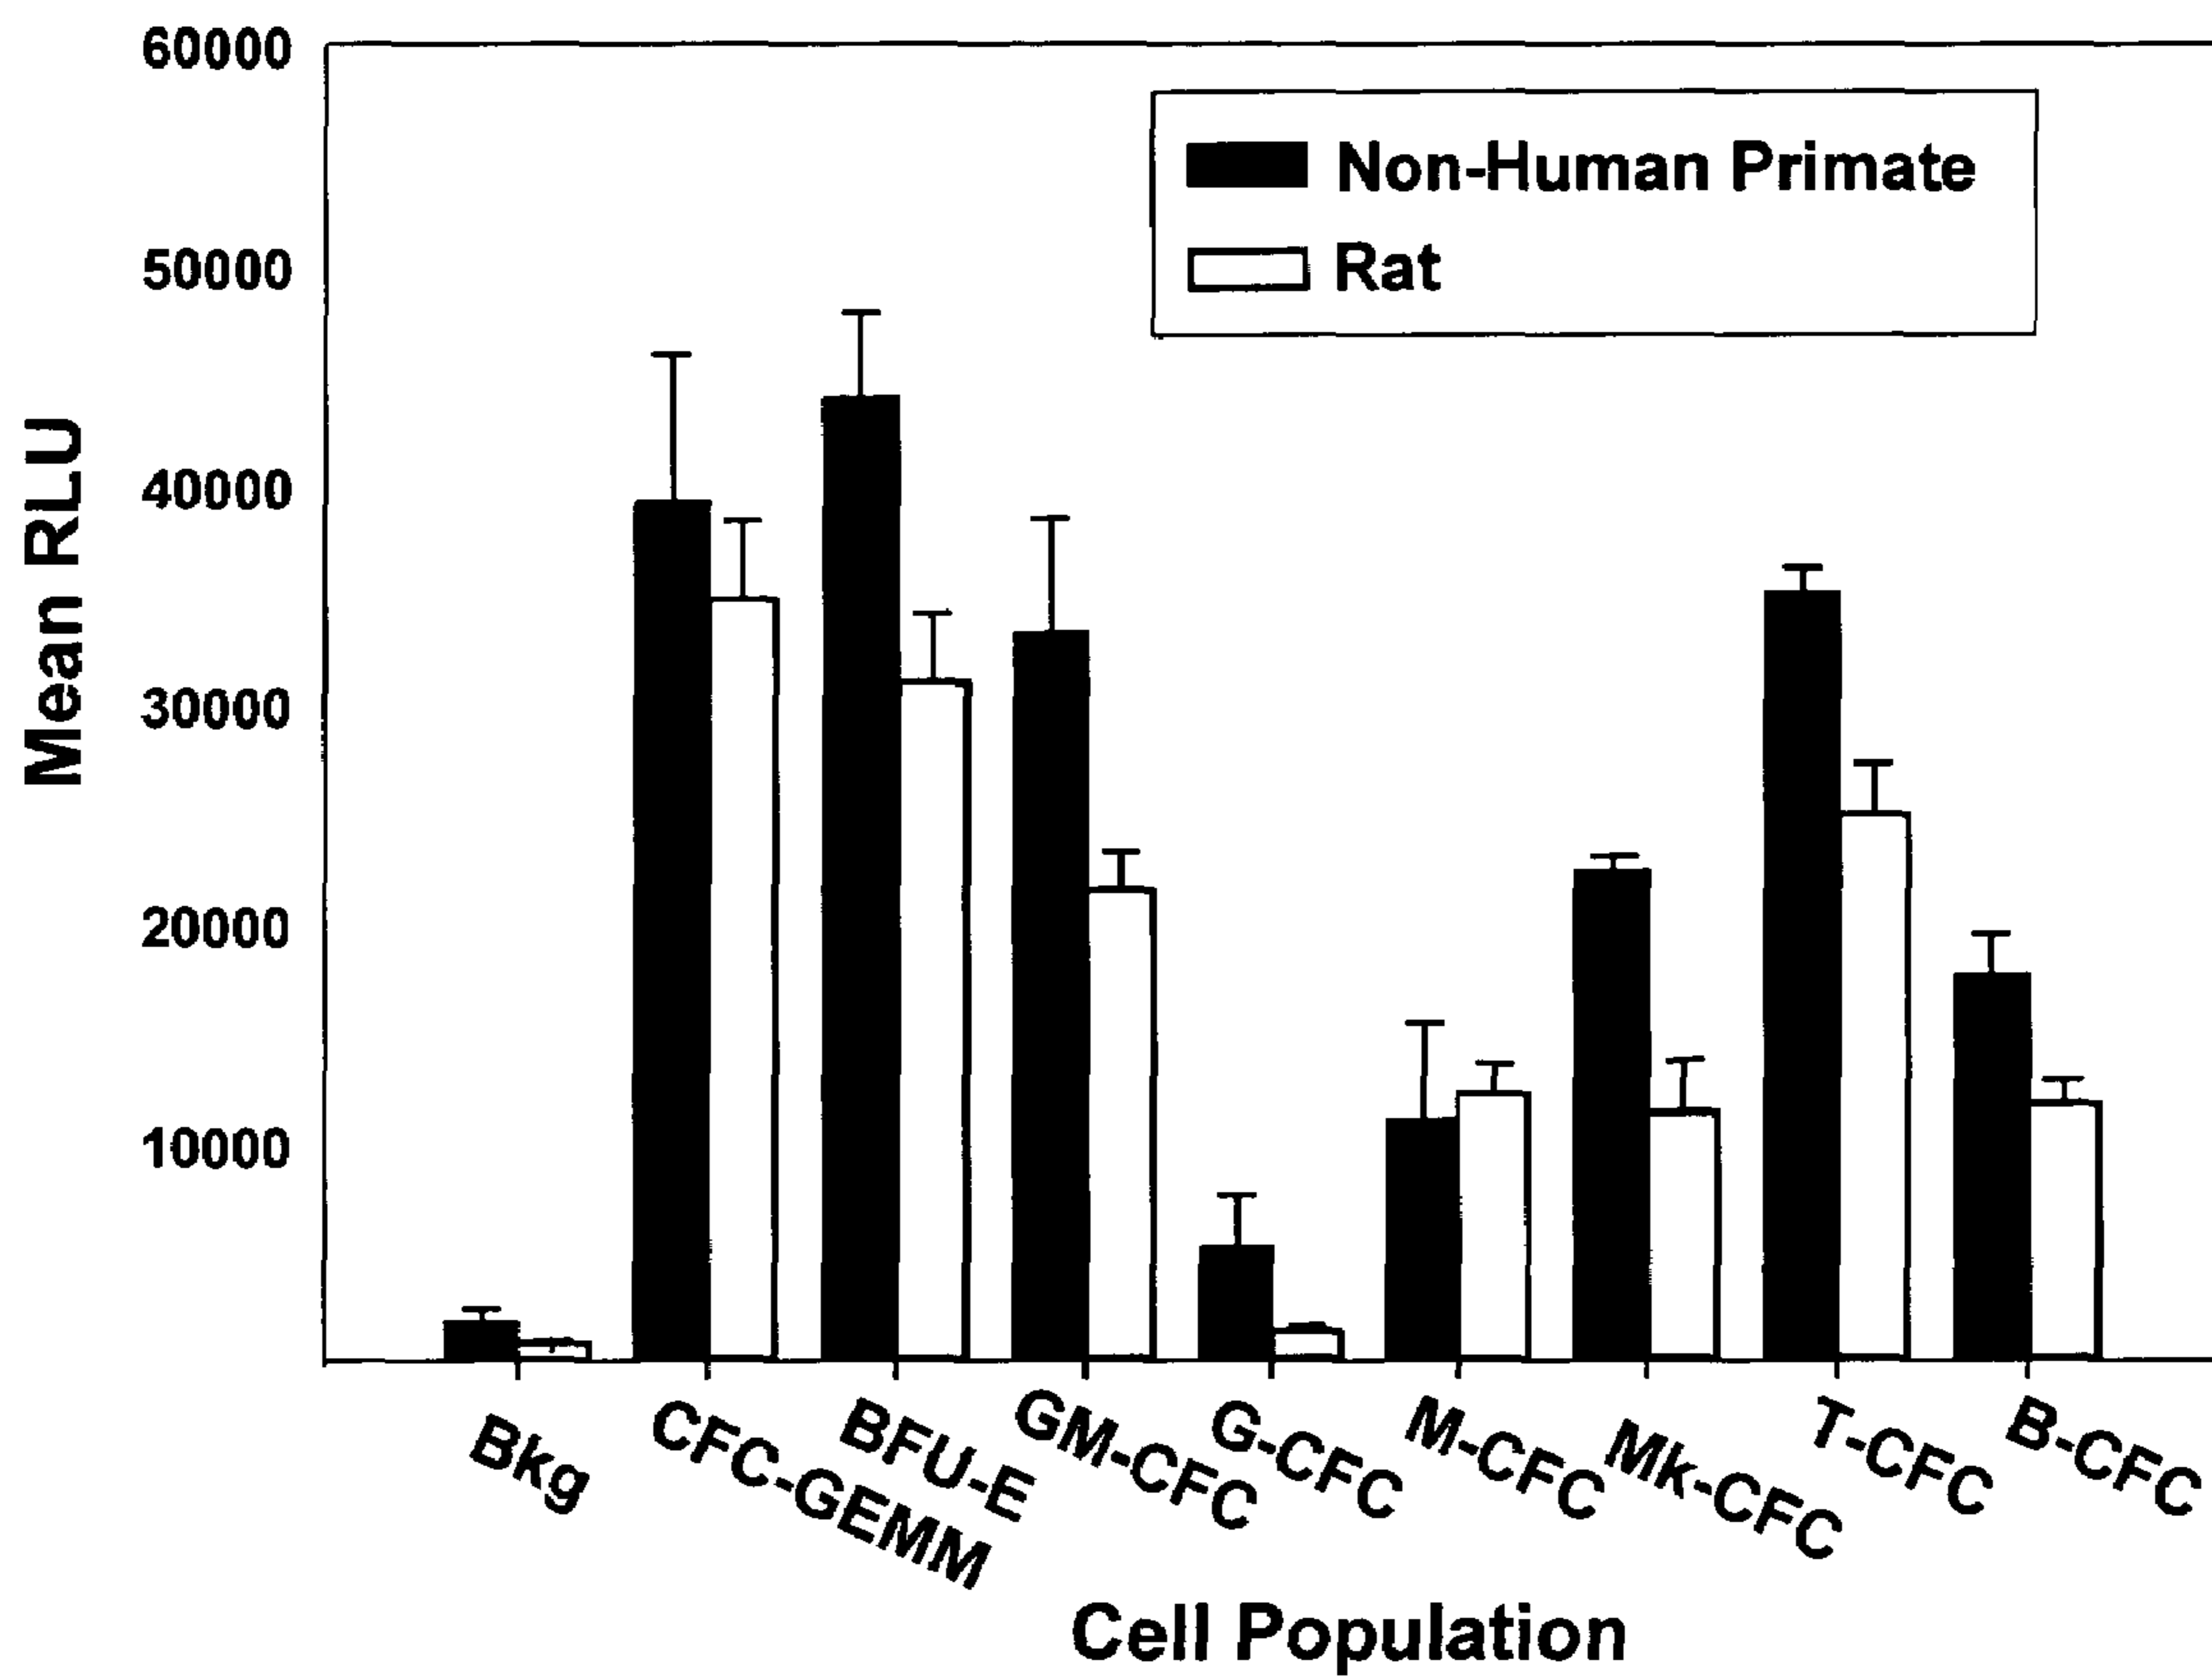 60000
50000
40000
30000
20000
10000
Mean RLU
Non-Human Primate
Rat
Bkg
CFC-GEMM
BFU-E
GM-CFC
G-CFC
M-CFC
Mk-CFC
T-CFC
B-CFC
Cell Population